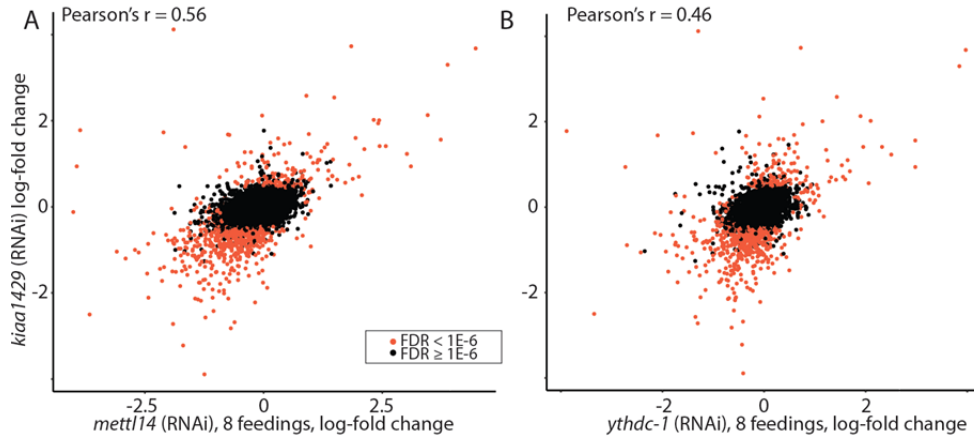 A
Pearson's r = 0.56
kiaa1429 (RNAi) log-fold change
2
0
-2
-2.5
0
2.5
mettl14 (RNAi), 8 feedings, log-fold change
FDR < 1E-6
FDR ≥ 1E-6
B
Pearson's r = 0.46
2
0
-2
-2
0
2
ythdc-1 (RNAi), 8 feedings, log-fold change